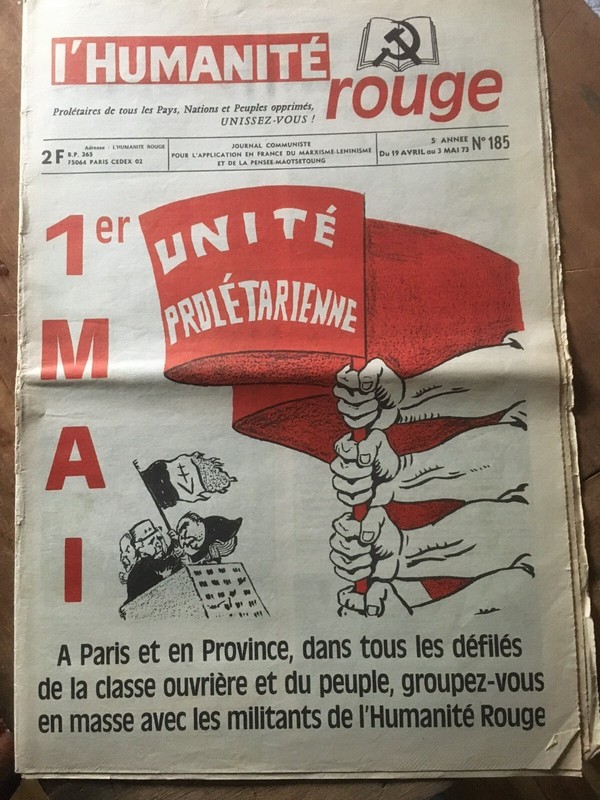 l'HUMANITÉ
rouge
Prolétaires de tous les Pays, Nations et Peuples opprimés,
UNISSEZ-VOUS !
2F
Adresse : L'HUMANITE ROUGE
B.P. 365
75064 PARIS CEDEX 02
JOURNAL COMMUNISTE
POUR L'APPLICATION EN FRANCE DU MARXISME-LENINISME
ET DE LA PENSEE-MAOTSETOUNG
5e ANNEE N° 185
Du 19 AVRIL au 3 MAI 73
1er
MAI
UNITÉ
PROLÉTARIENNE
A Paris et en Province, dans tous les défilés
de la classe ouvrière et du peuple, groupez-vous
en masse avec les militants de l'Humanité Rouge